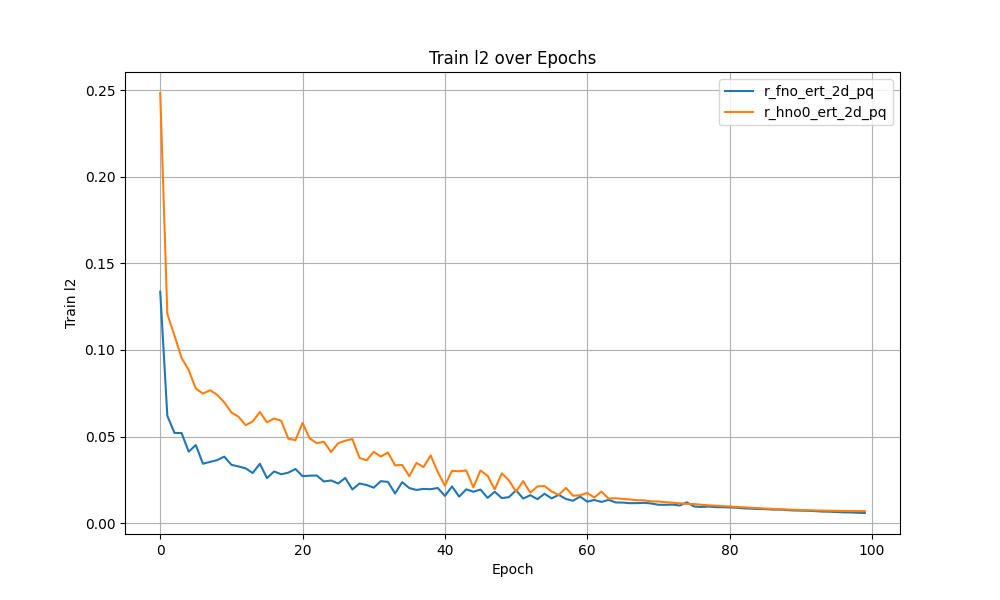 Train l2 over Epochs
r_fno_ert_2d_pq
r_hno0_ert_2d_pq
Train l2
0.25
0.20
0.15
0.10
0.05
0.00
0 20 40 60 80 100
Epoch